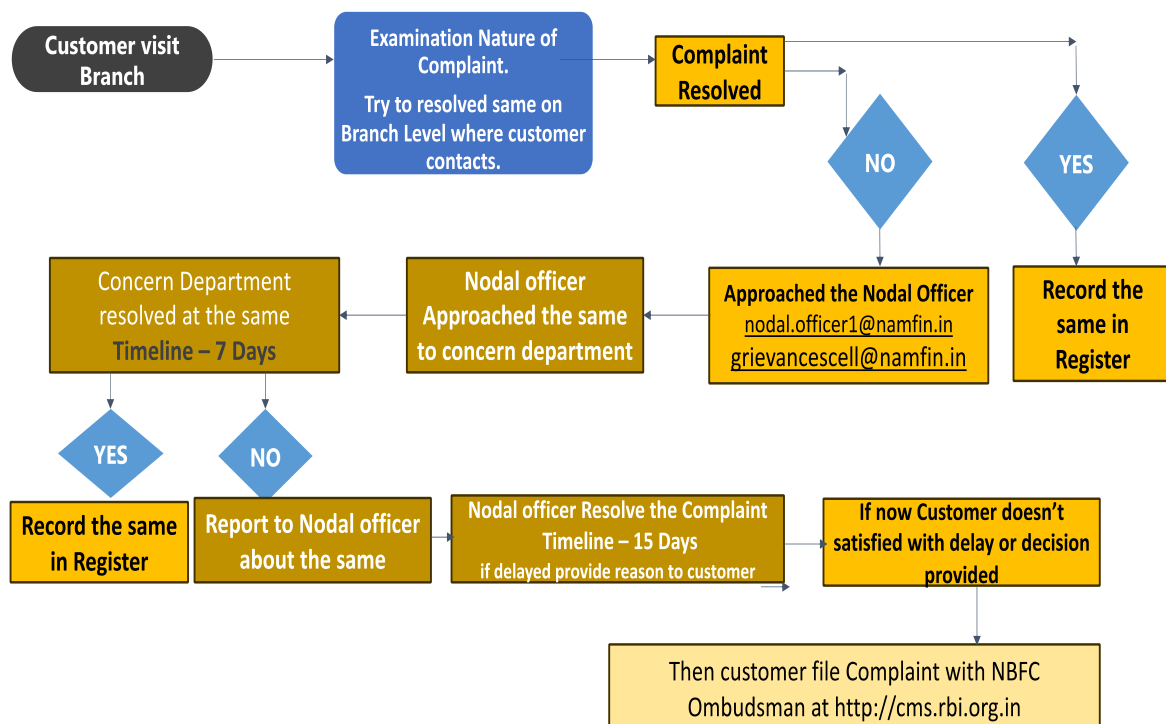 Customer visit
Branch
Examination Nature of
Complaint.
Try to resolved same on
Branch Level where customer
contacts.
Complaint
Resolved
NO
YES
Concern Department
resolved at the same
Timeline – 7 Days
Nodal officer
Approached the same
to concern department
Approached the Nodal Officer
nodal.officer1@namfin.in
grievancescell@namfin.in
Record the
same in
Register
YES
NO
Record the same
in Register
Report to Nodal officer
about the same
Nodal officer Resolve the Complaint
Timeline – 15 Days
if delayed provide reason to customer
If now Customer doesn’t
satisfied with delay or decision
provided
Then customer file Complaint with NBFC
Ombudsman at http://cms.rbi.org.in